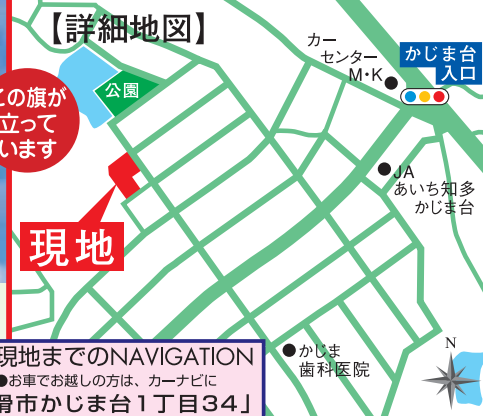 【詳細地図】
カー
センター
M・K
かじま台
入口
公園
この旗が
立って
います
JA
あいち知多
かじま台
現地
かじま
歯科医院
N
現地までのNAVIGATION
●お車でお越しの方は、カーナビに
滑市かじま台1丁目34」